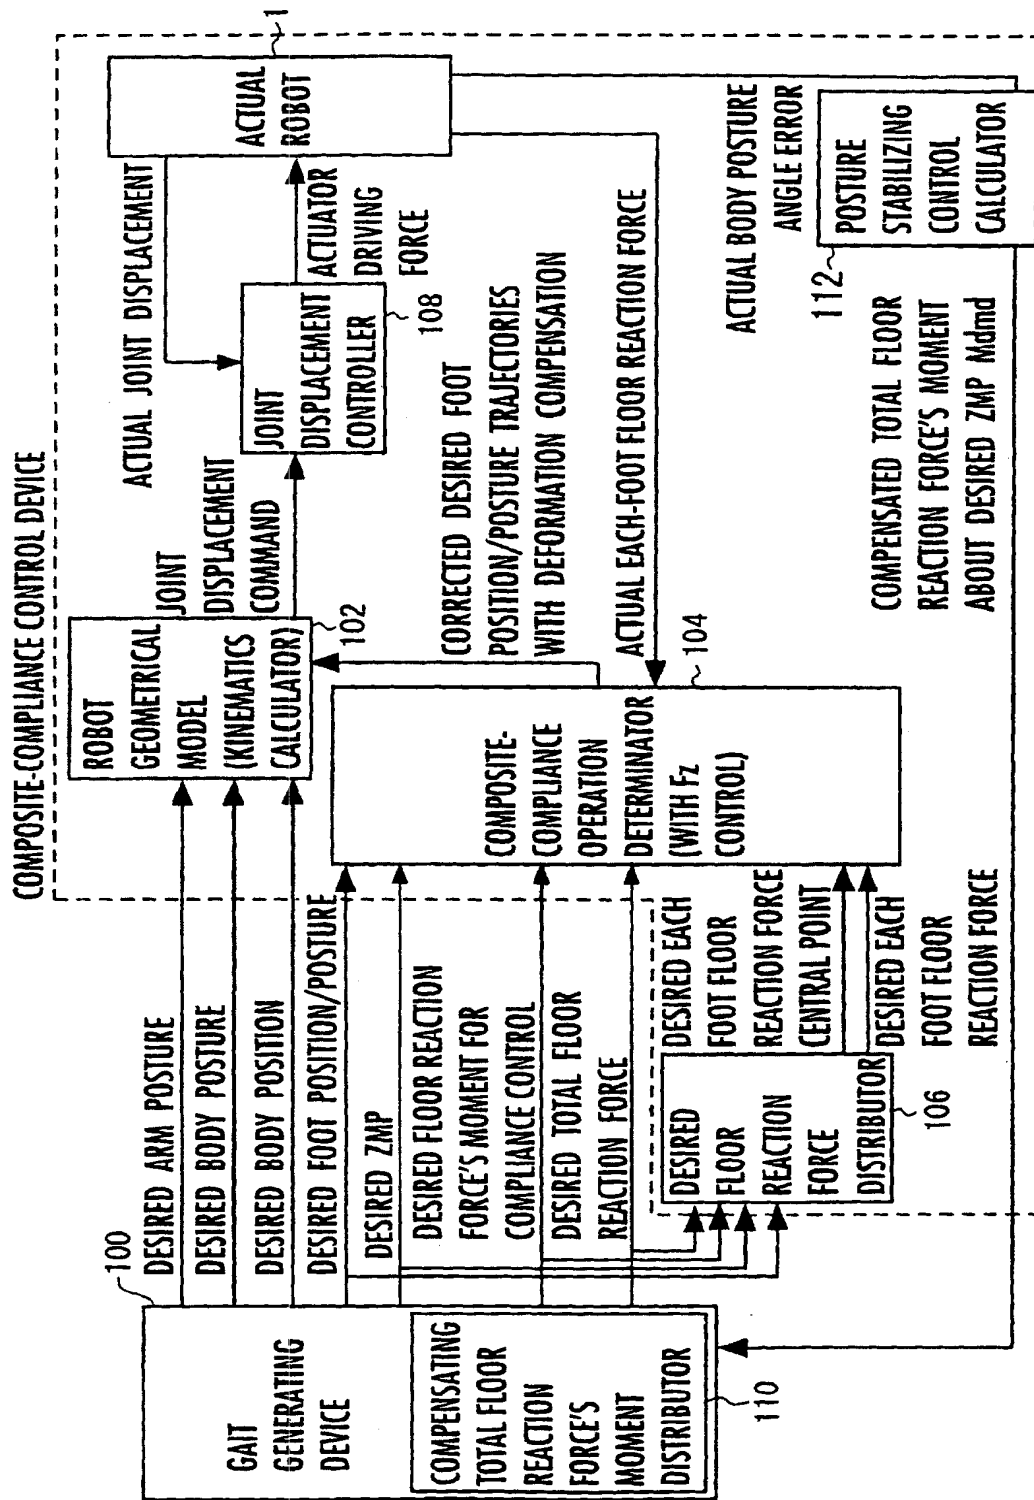 COMPOSITE-COMPLIANCE CONTROL DEVICE
100
GAIT
GENERATING
DEVICE
COMPENSATING
TOTAL FLOOR
REACTION
FORCE'S
MOMENT
DISTRIBUTOR
110
DESIRED ARM POSTURE
DESIRED BODY POSTURE
DESIRED BODY POSITION
DESIRED FOOT POSITION/POSTURE
DESIRED ZMP
DESIRED FLOOR REACTION
FORCE'S MOMENT FOR
COMPLIANCE CONTROL
DESIRED TOTAL FLOOR
REACTION FORCE
DESIRED
FLOOR
REACTION
FORCE
DISTRIBUTOR
106
DESIRED EACH
FOOT FLOOR
REACTION FORCE
CENTRAL POINT
DESIRED EACH
FOOT FLOOR
REACTION FORCE
ROBOT
GEOMETRICAL
MODEL
(KINEMATICS
CALCULATOR)
102
COMPOSITE-
COMPLIANCE
OPERATION
DETERMINATOR
(WITH Fz
CONTROL)
104
JOINT
DISPLACEMENT
COMMAND
CORRECTED DESIRED FOOT
POSITION/POSTURE TRAJECTORIES
WITH DEFORMATION COMPENSATION
ACTUAL EACH-FOOT FLOOR REACTION FORCE
JOINT
DISPLACEMENT
CONTROLLER
108
ACTUAL JOINT DISPLACEMENT
ACTUATOR
DRIVING
FORCE
ACTUAL
ROBOT
1
ACTUAL BODY POSTURE
ANGLE ERROR
POSTURE
STABILIZING
CONTROL
CALCULATOR
112
COMPENSATED TOTAL FLOOR
REACTION FORCE'S MOMENT
ABOUT DESIRED ZMP Mdmd